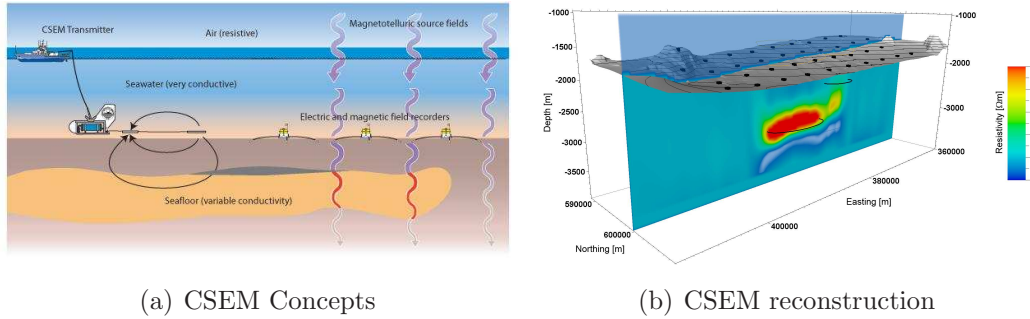 CSEM Transmitter
Magnetotelluric source fields
Air (resistive)
Seawater (very conductive)
Electric and magnetic field recorders
Seafloor (variable conductivity)
(a) CSEM Concepts
-1000
-1500
-2000
-2500
-3000
-3500
Depth [m]
590000
600000
Northing [m]
400000
380000
360000
Easting [m]
-1000
-2000
-3000
-4000
Resistivity [Ωm]
(b) CSEM reconstruction